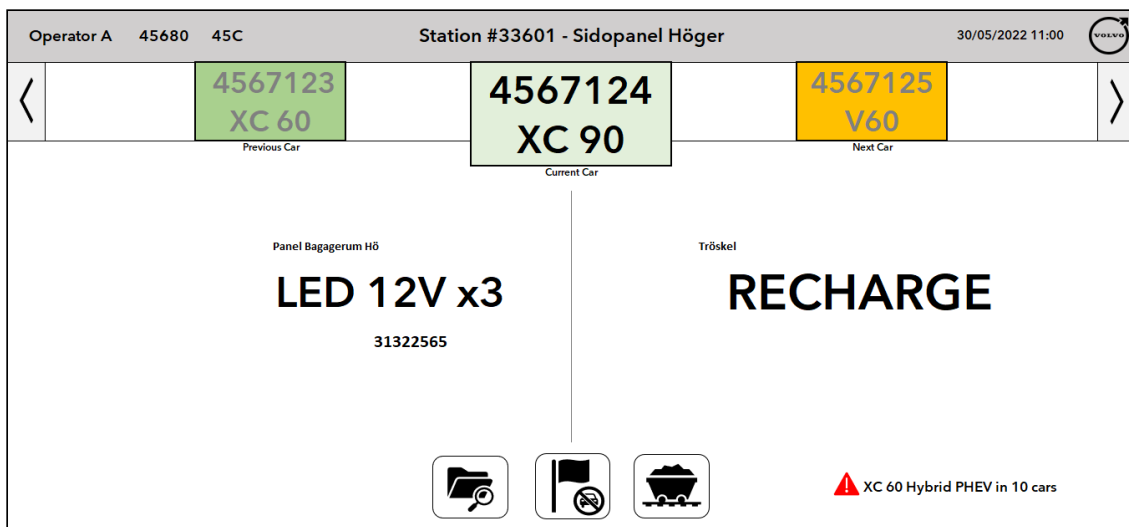 Operator A 45680 45C Station #33601 - Sidopanel Höger 30/05/2022 11:00 VOLVO
4567123
XC 60
Previous Car
4567124
XC 90
Current Car
4567125
V60
Next Car
Panel Bagagerum Hö
LED 12V x3
31322565
Tröskel
RECHARGE
XC 60 Hybrid PHEV in 10 cars